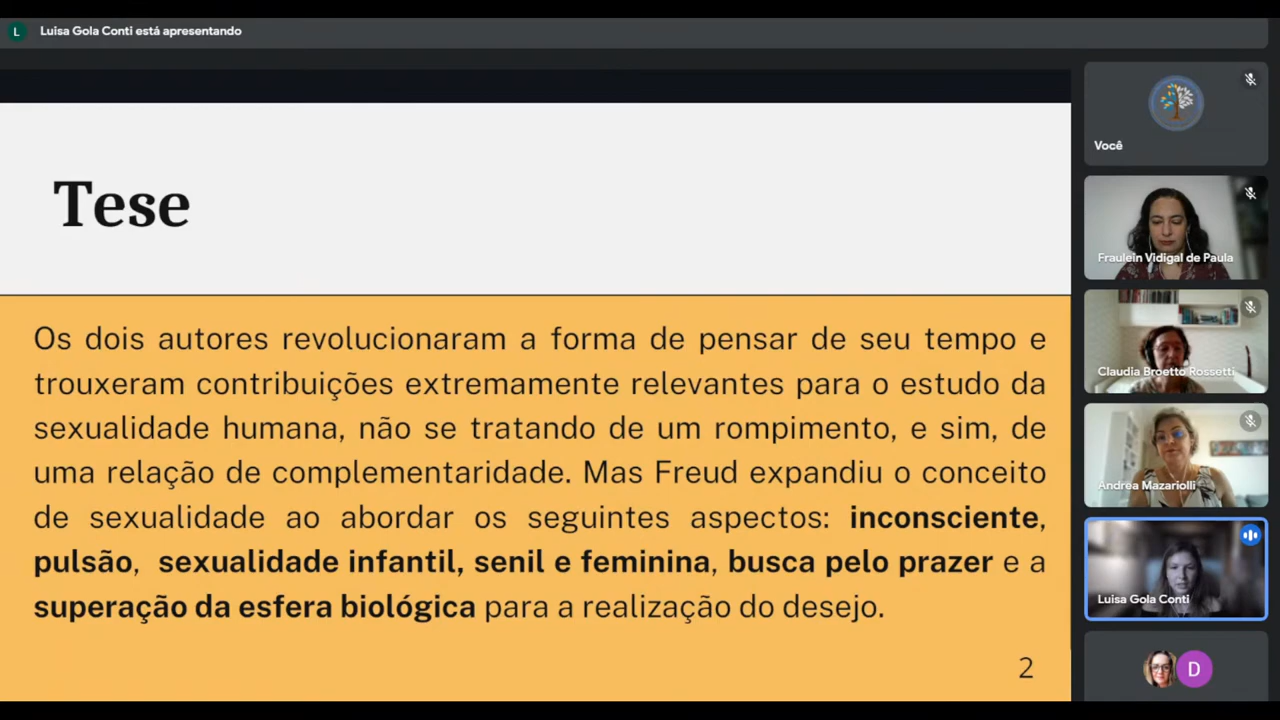 L
Luisa Gola Conti está apresentando
Tese
Os dois autores revolucionaram a forma de pensar de seu tempo e
trouxeram contribuições extremamente relevantes para o estudo da
sexualidade humana, não se tratando de um rompimento, e sim, de
uma relação de complementaridade. Mas Freud expandiu o conceito
de sexualidade ao abordar os seguintes aspectos: inconsciente,
pulsão, sexualidade infantil, senil e feminina, busca pelo prazer e a
superação da esfera biológica para a realização do desejo.
2
Você
Fraulein Vidigal de Paula
Claudia Broetto Rossetti
Andrea Mazariolli
Luisa Gola Conti
D